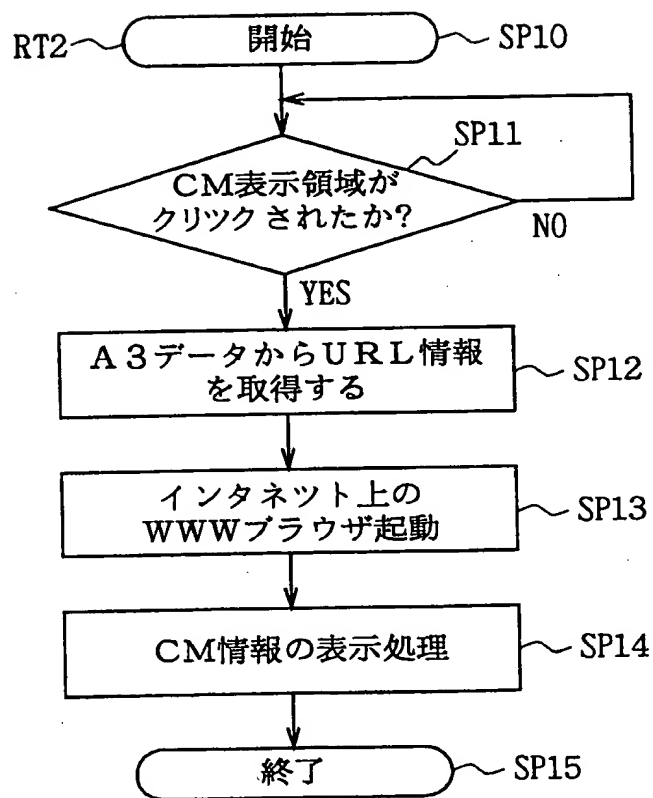 RT2
開始
SP10
SP11
CM表示領域が
クリツクされたか?
NO
YES
A3データからURL情報
を取得する
SP12
インタネツト上の
WWWブラウザ起動
SP13
CM情報の表示処理
SP14
終了
SP15